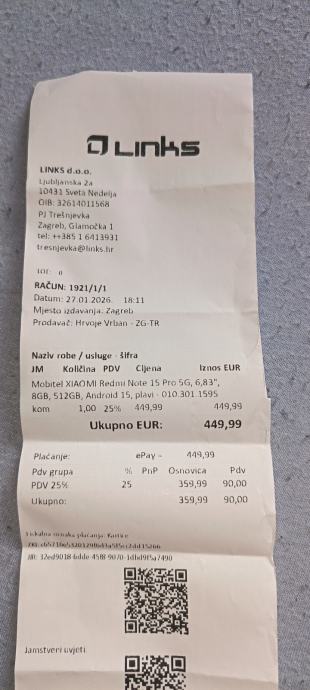 Links
LINKS d.o.o.
Ljubljanska 2a
10431 Sveta Nedelja
OIB: 32614011568
PJ Trešnjevka
Zagreb, Glamočka 1
tel: ++385 1 6413931
tresnjevka@links.hr
RAČUN: 1921/1/1
Datum: 27.01.2026. 18:11
Mjesto izdavanja: Zagreb
Prodavač: Hrvoje Vrban - ZG-TR
Naziv robe / usluge - šifra
JM Količina PDV Cijena Iznos EUR
Mobitel XIAOMI Redmi Note 15 Pro 5G, 6,83",
8GB, 512GB, Android 15, plavi - 010.301.1595
kom 1,00 25% 449,99 449,99
Ukupno EUR: 449,99
Plaćanje: ePay - 449,99
Pdv grupa % PnP Osnovica Pdv
PDV 25% 25 359,99 90,00
Ukupno: 359,99 90,00
oznaka plaćanja: Kartice
Jamstveni uvjeti